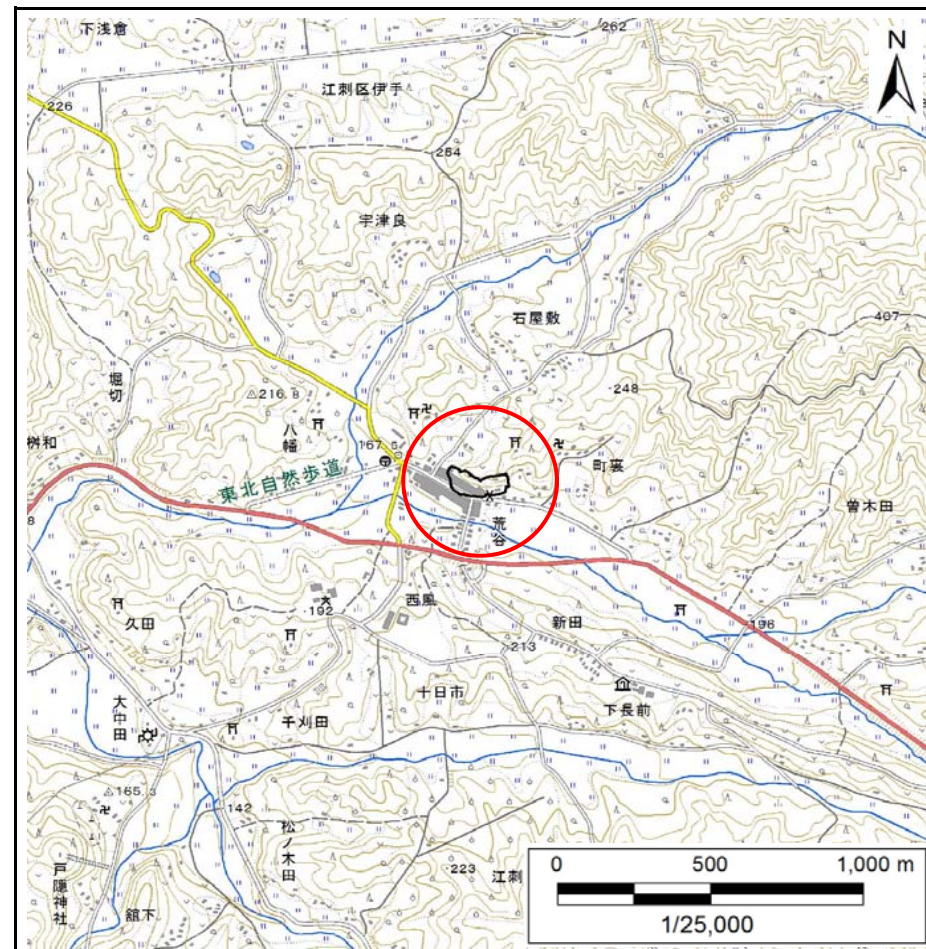 下浅倉
262
N
江刺区伊手
226
264
宇津良
250
石屋敷
407
堀切
248
216.8
八幡
167.5
町裏
桝和
東北自然歩道
曽木田
荒谷
8
192
西風
久田
新田
196
213
十日市
大中田
千刈田
下長前
165.3
142
松ノ木田
223
江刺
戸隠神社
舘下
0 500 1,000 m
1/25,000